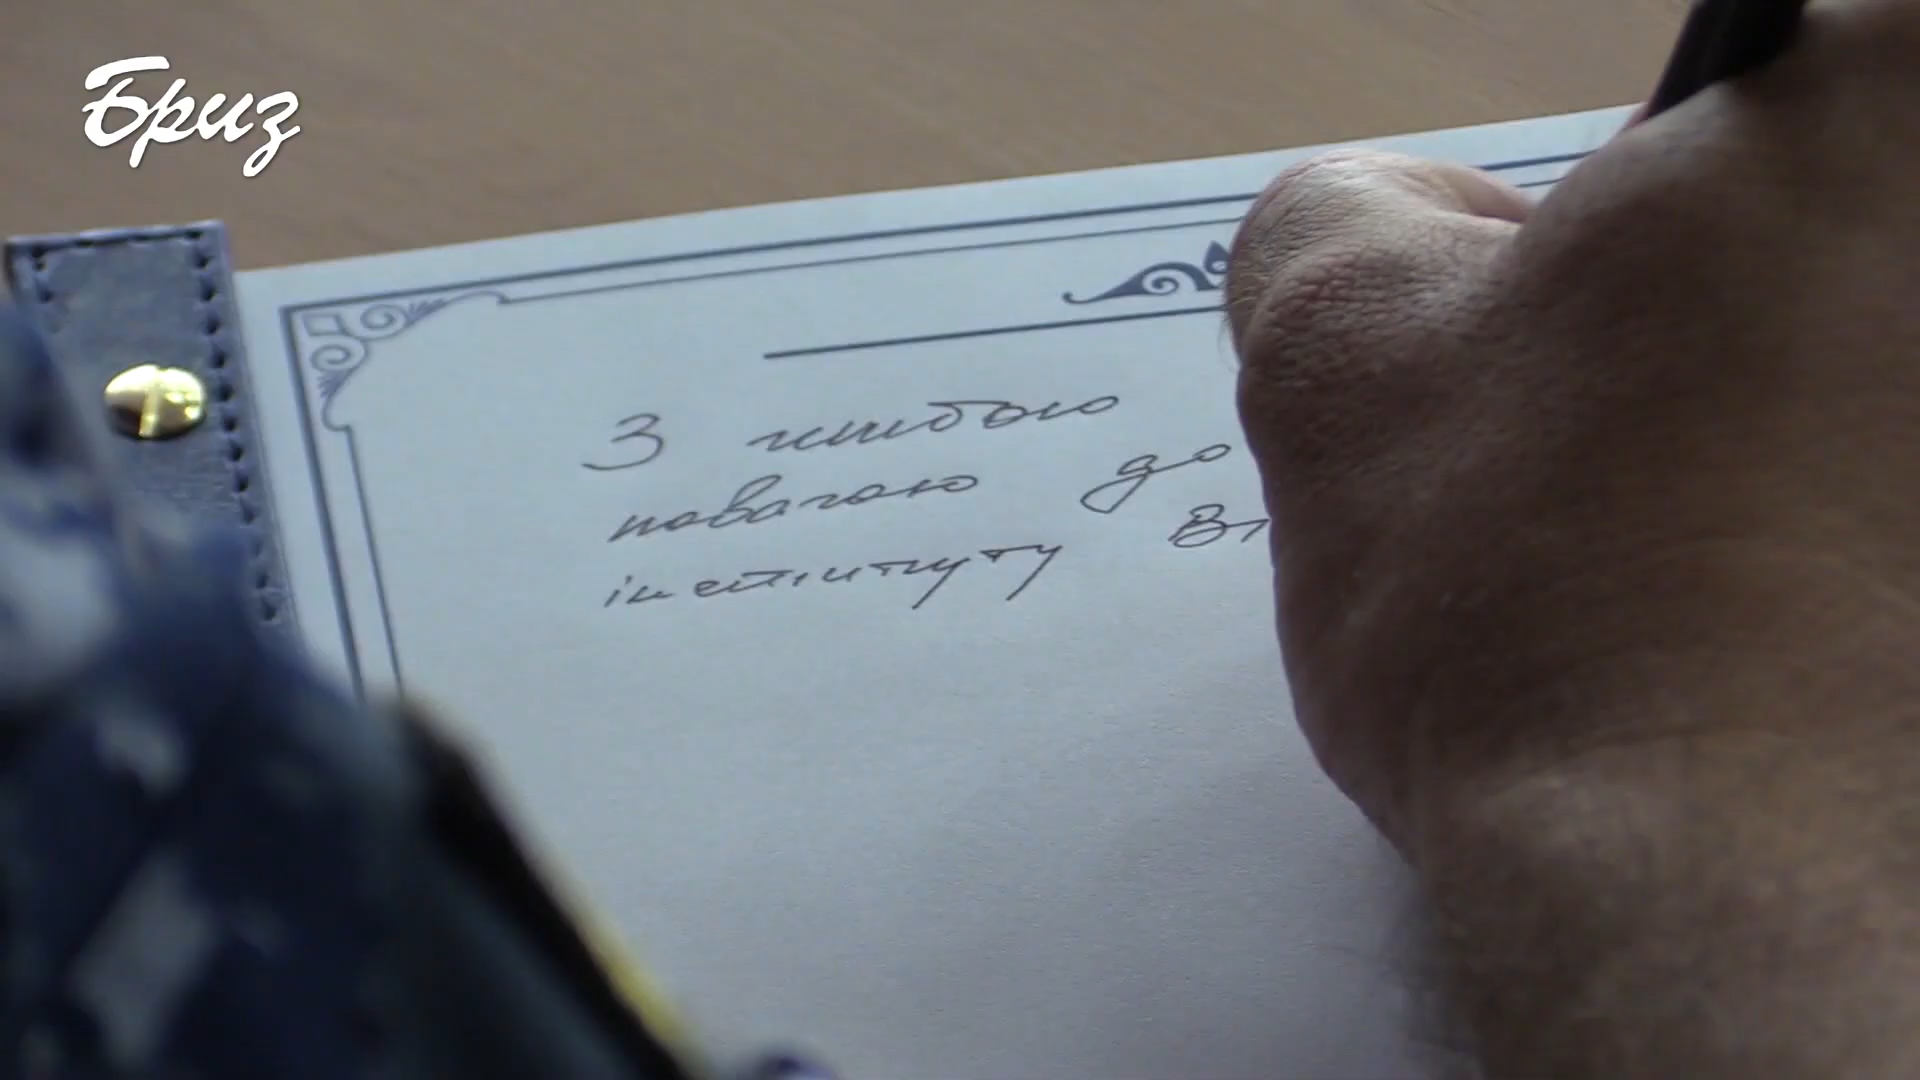 Бриз
З глибокою
повагою до
інституту